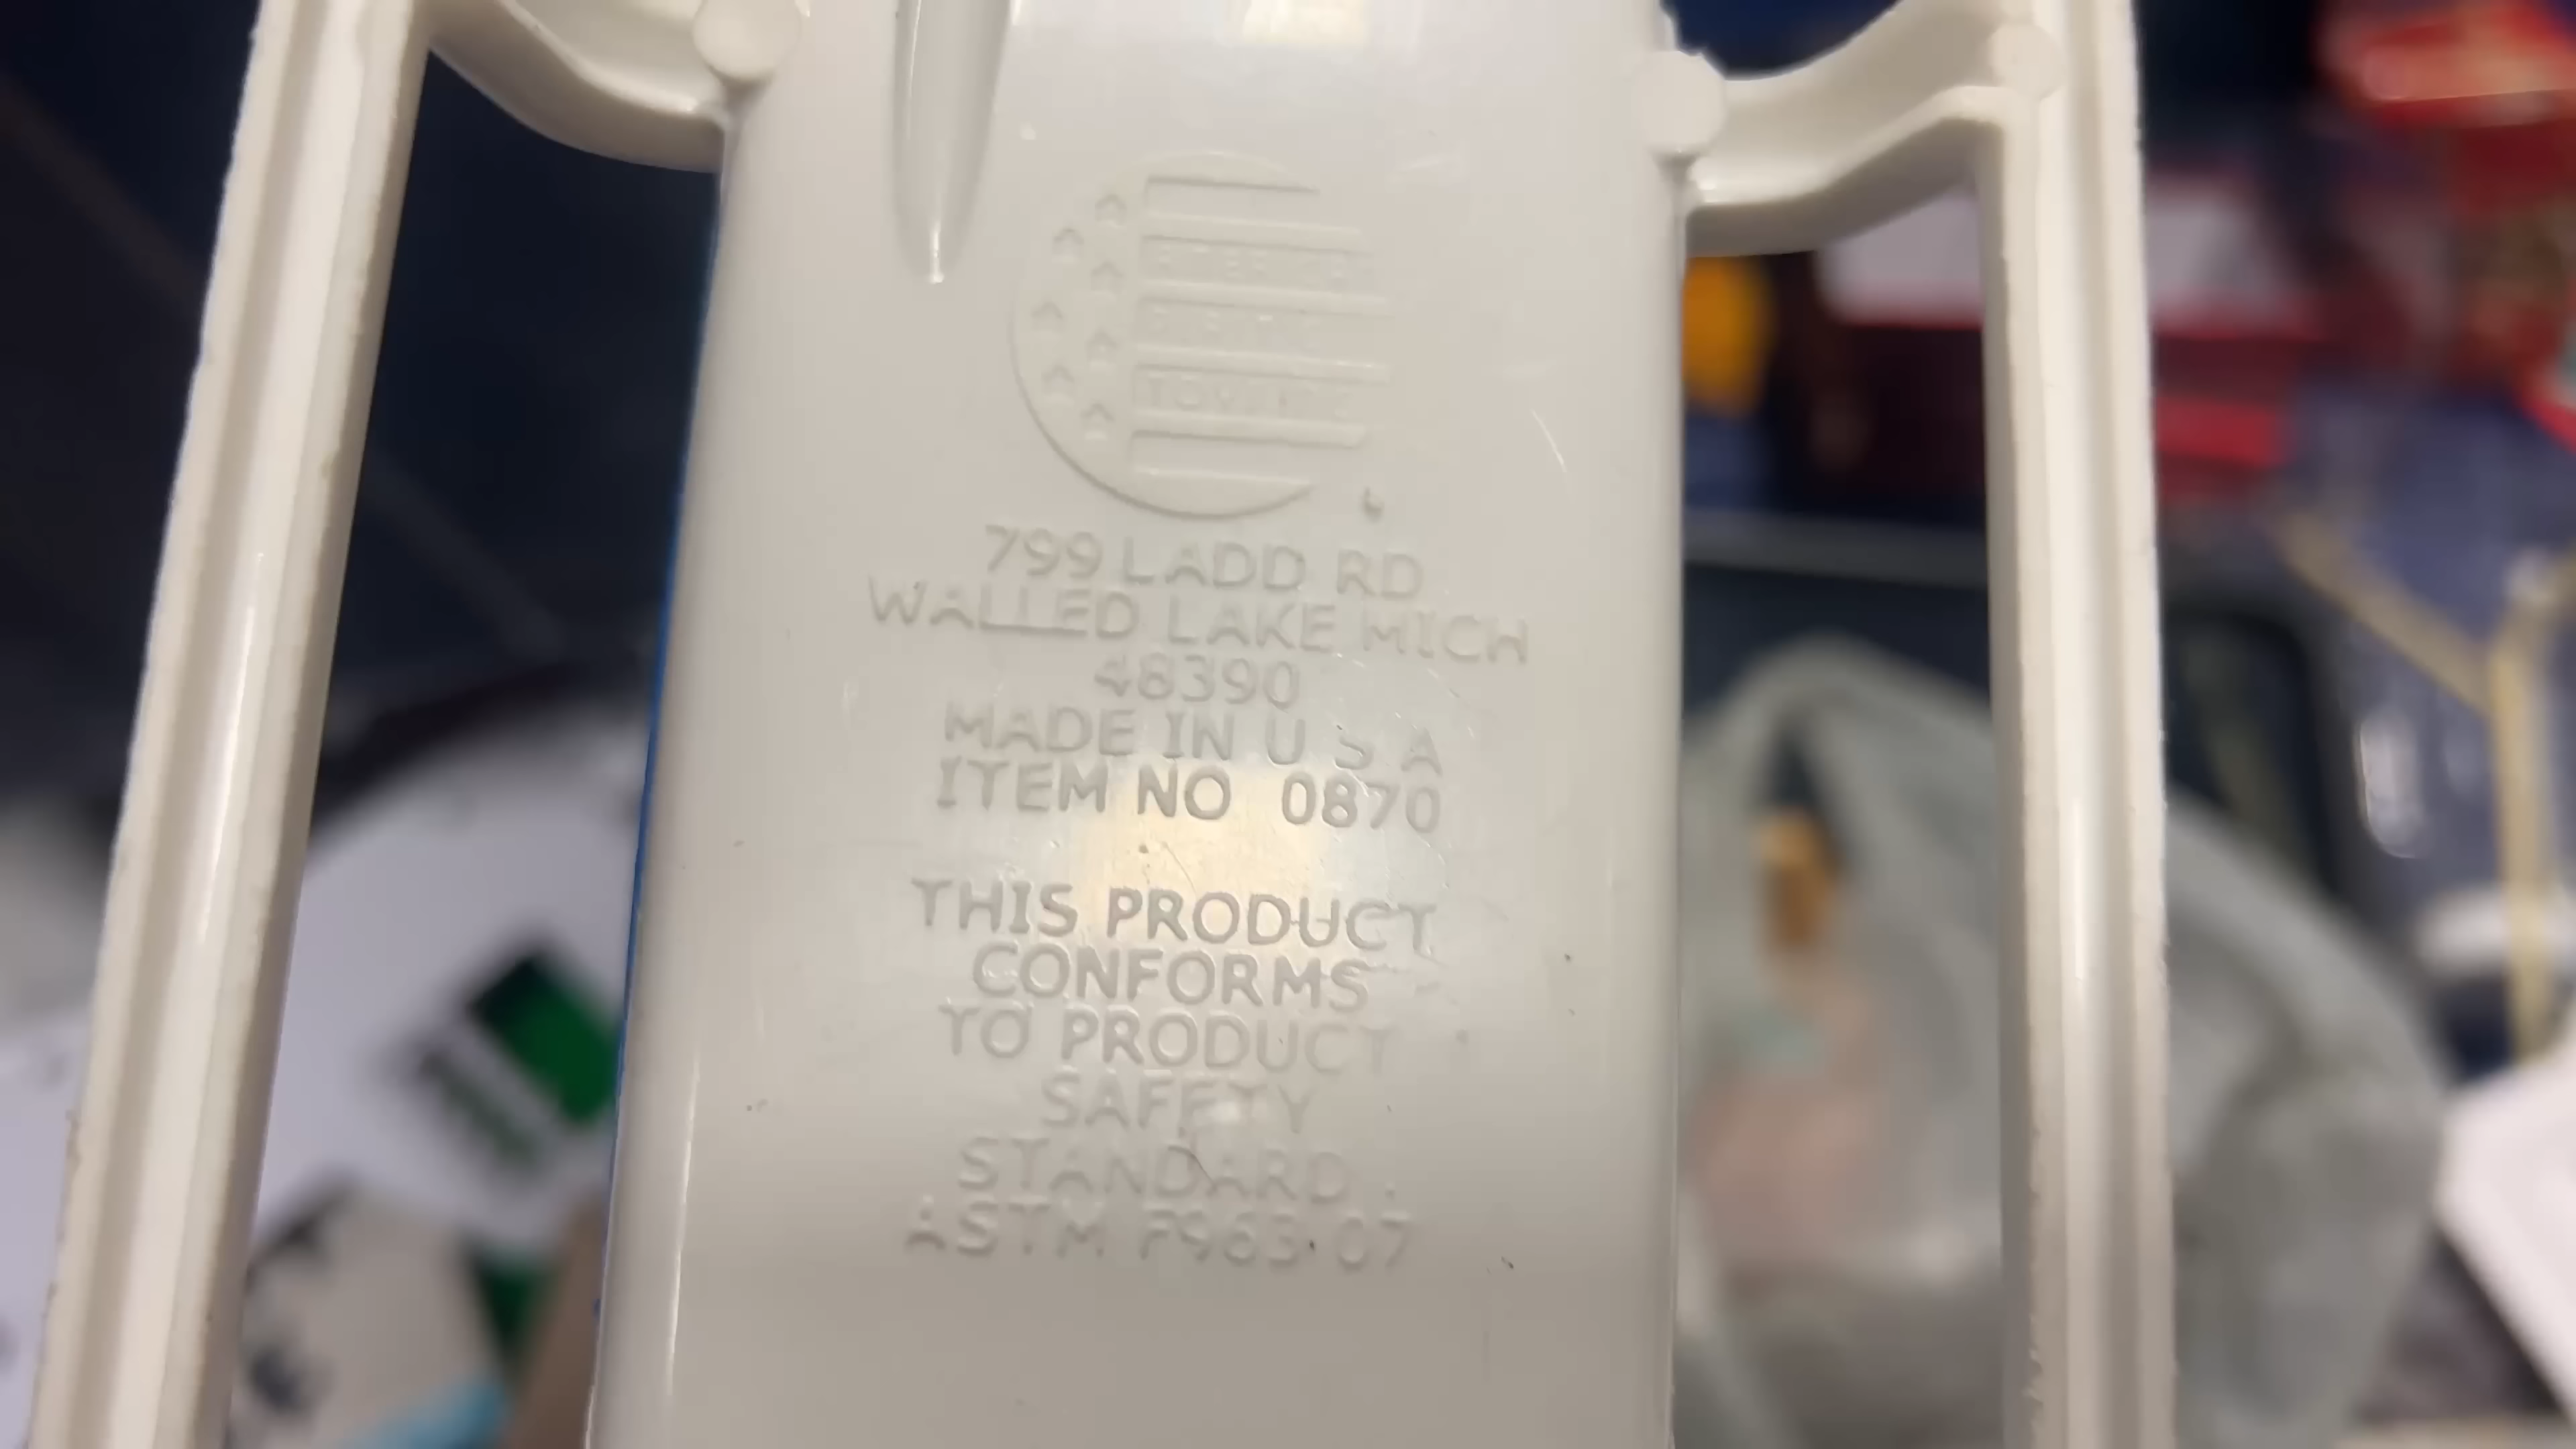 799 LADD RD
WALLED LAKE MICH
48390
MADE IN U S A
ITEM NO 0870
THIS PRODUCT
CONFORMS
TO PRODUCT
SAFETY
STANDARD
ASTM F963-07